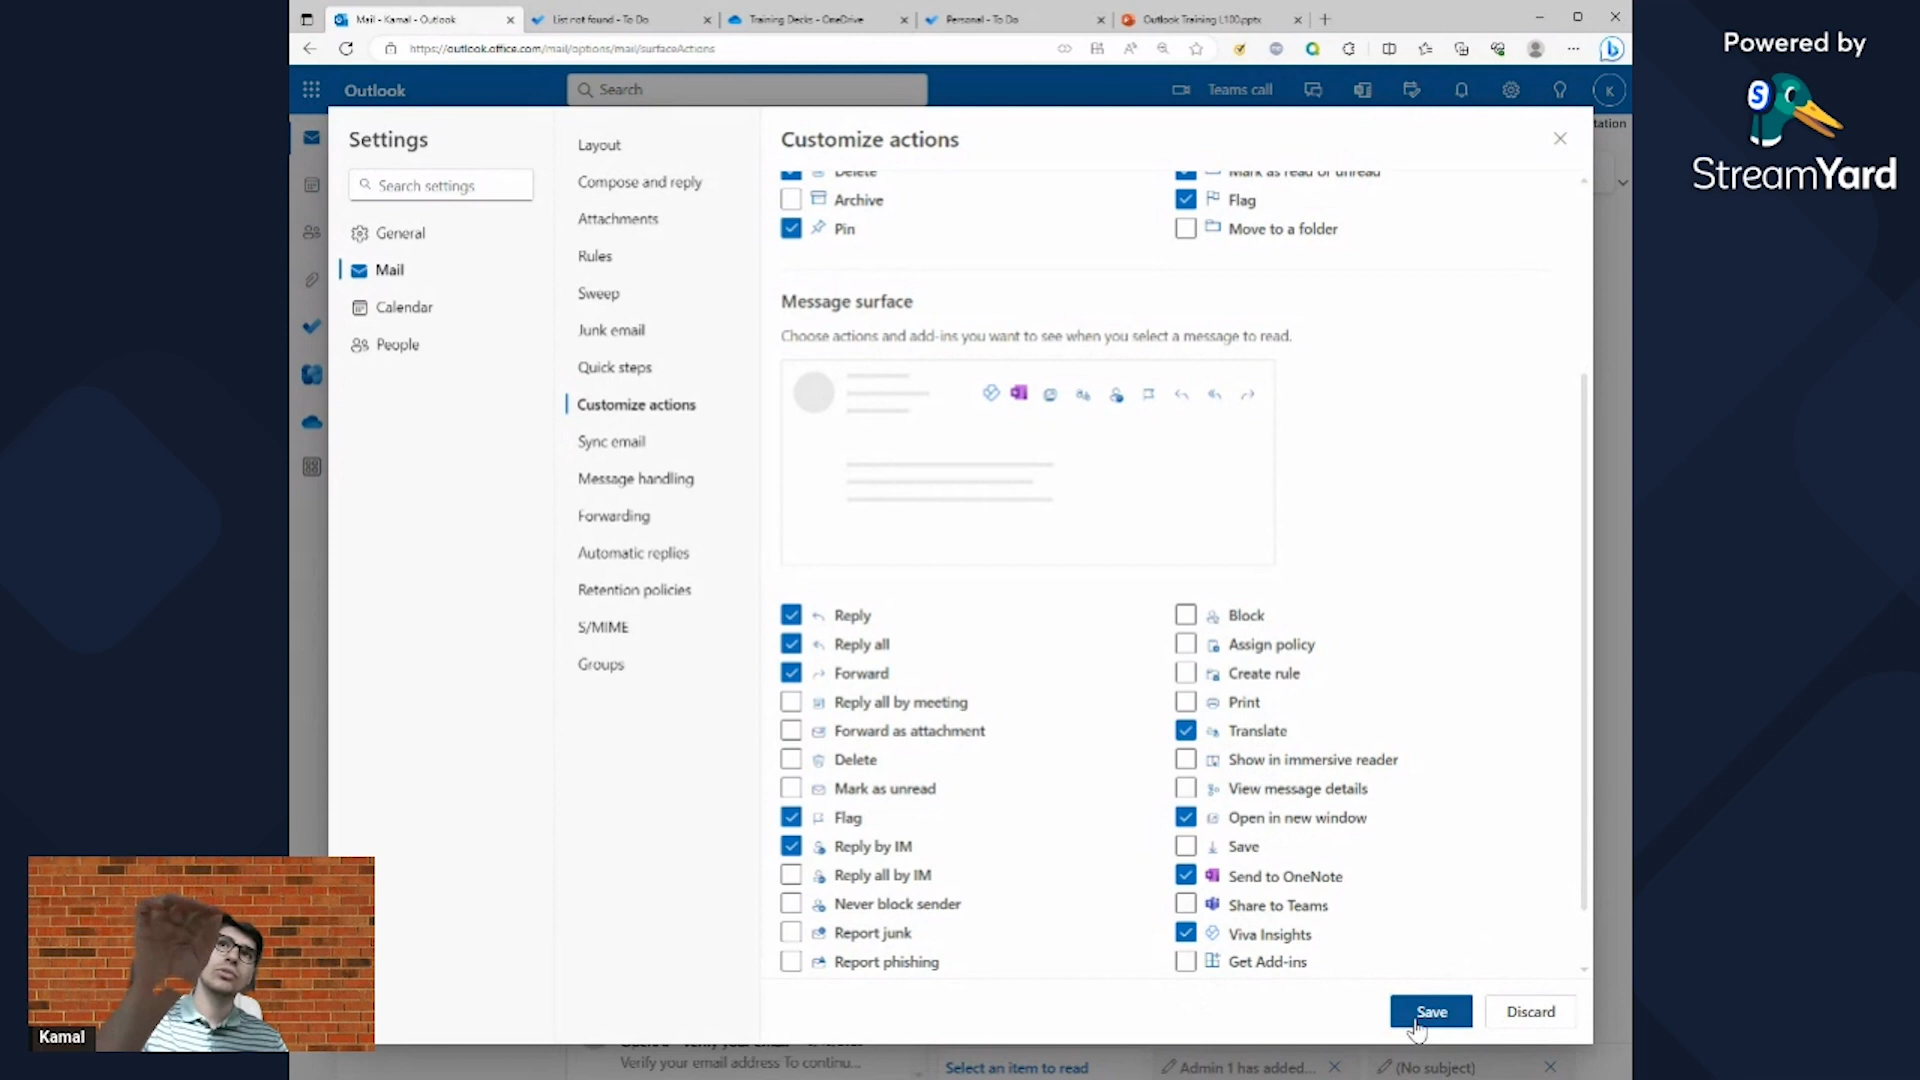 Mail - Kamal - Outlook
List not found - To Do
Training Decks - OneDrive
Personal - To Do
Outlook Training L100.pptx
https://outlook.office.com/mail/options/mail/surfaceActions
Powered by
StreamYard
Outlook
Search
Teams call
K
tation
Settings
Search settings
General
Mail
Calendar
People
Layout
Compose and reply
Attachments
Rules
Sweep
Junk email
Quick steps
Customize actions
Sync email
Message handling
Forwarding
Automatic replies
Retention policies
S/MIME
Groups
Customize actions
Delete
Mark as read or unread
Archive
Flag
Pin
Move to a folder
Message surface
Choose actions and add-ins you want to see when you select a message to read.
Reply
Reply all
Forward
Reply all by meeting
Forward as attachment
Delete
Mark as unread
Flag
Reply by IM
Reply all by IM
Never block sender
Report junk
Report phishing
Block
Assign policy
Create rule
Print
Translate
Show in immersive reader
View message details
Open in new window
Save
Send to OneNote
Share to Teams
Viva Insights
Get Add-ins
Save
Discard
Verify your email address To continu...
Select an item to read
Admin 1 has added...
(No subject)
Kamal